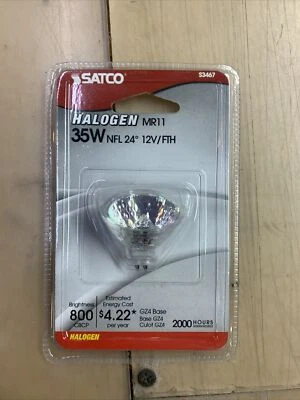 SATCO
S3467
HALOGEN MR11
35W NFL 24° 12V/FTH
Brightness
800
CBCP
Estimated
Energy Cost
$4.22*
per year
GZ4 Base
Base GZ4
Culot GZ4
2000 HOURS
HALOGEN